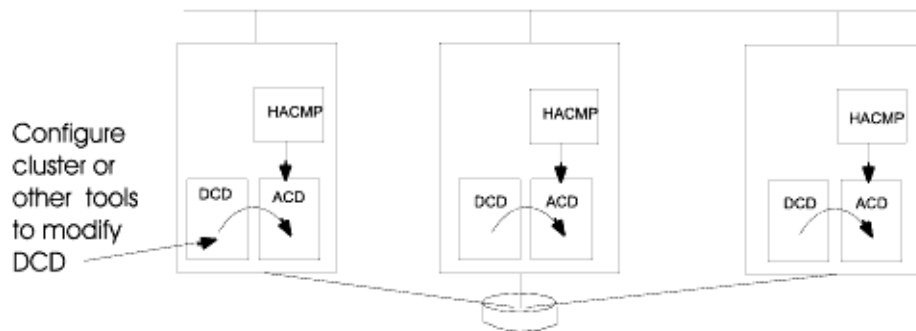 HACMP
HACMP
HACMP
Configure
cluster or
other tools
to modify
DCD
DCD
ACD
DCD
ACD
DCD
ACD